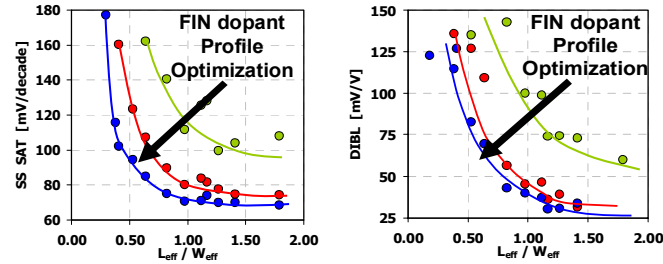 FIN dopant
Profile
Optimization
SS SAT [mV/decade]
180
160
140
120
100
80
60
0.00 0.50 1.00 1.50 2.00
Leff / Weff
FIN dopant
Profile
Optimization
DIBL [mV/V]
150
125
100
75
50
25
0.00 0.50 1.00 1.50 2.00
Leff / Weff